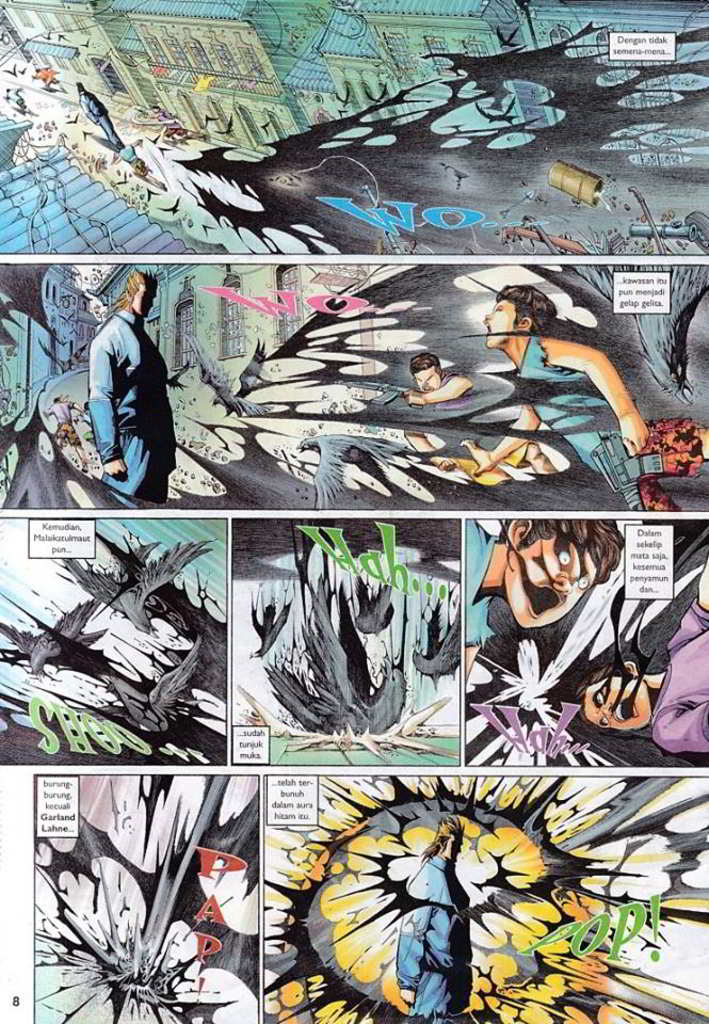 Dengan tidak
semena-mena...
WO...
...kawasan itu
pun menjadi
gelap gelita.
WO
Kemudian,
Malaikatulmaut
pun...
SHOO...
Hah...
...sudah
tunjuk
muka.
Dalam
sekelip
mata saja,
kesemua
penyamun
dan...
Hah...
burung-
burung,
kecuali
Garland
Lahne...
PAP!
...telah ter-
bunuh
dalam aura
hitam itu.
POP!
8